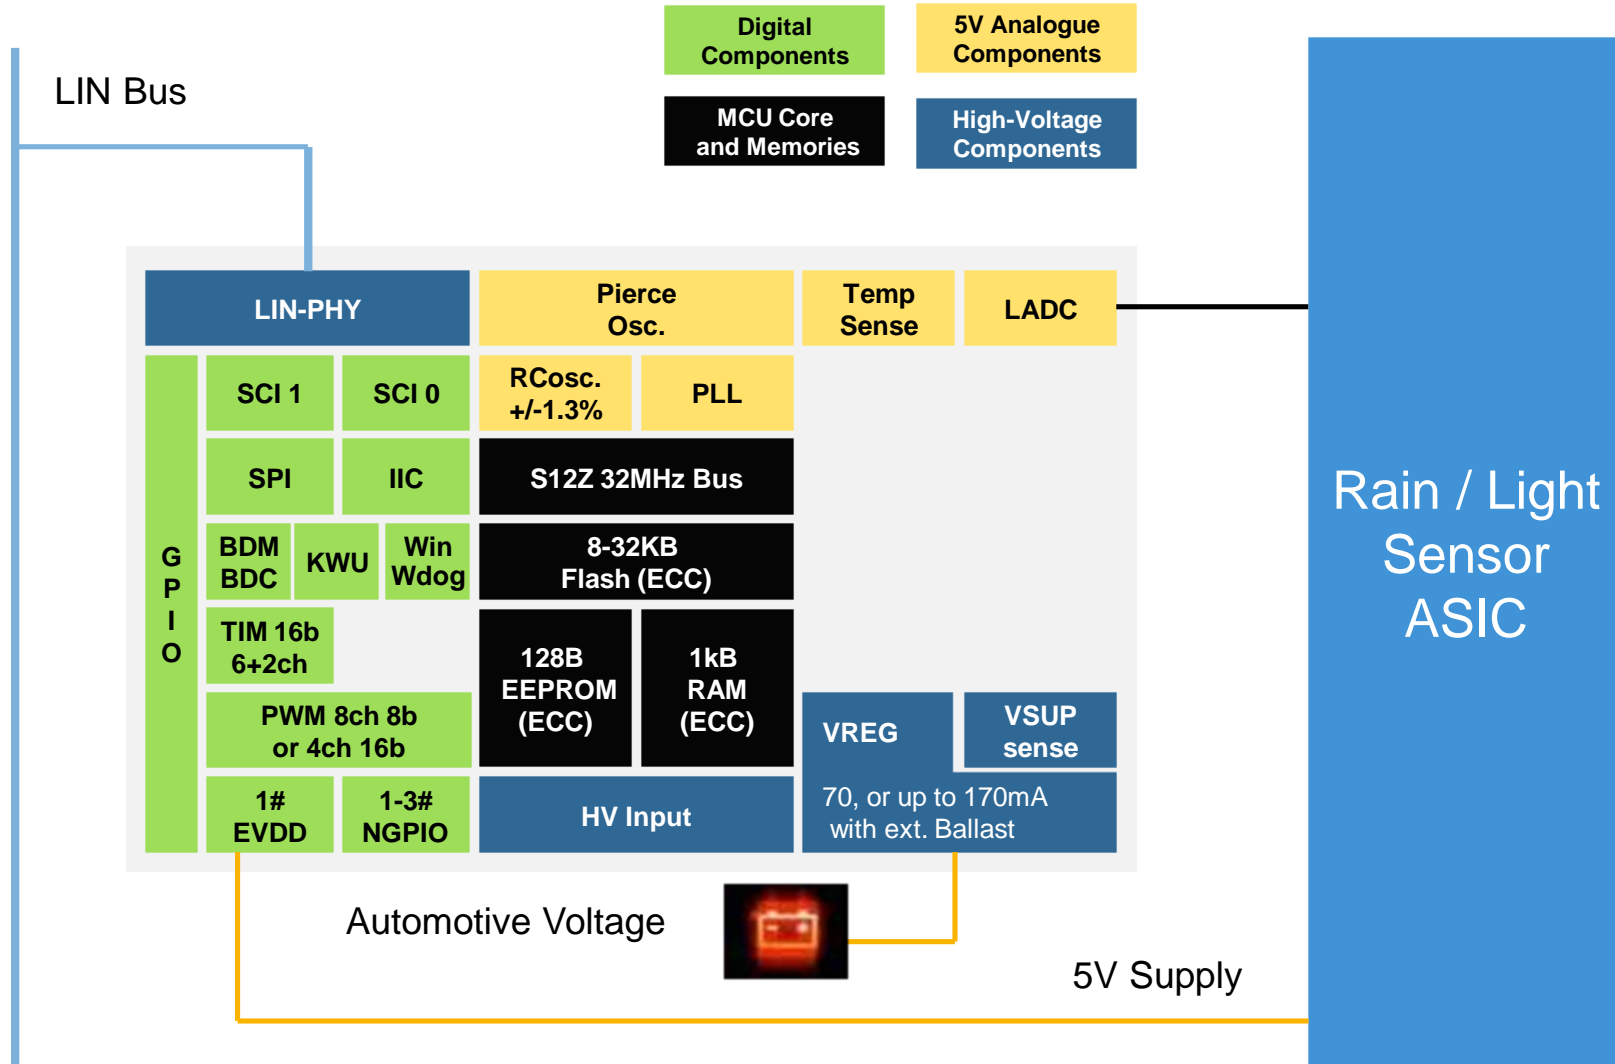 Digital
Components
5V Analogue
Components
MCU Core
and Memories
High-Voltage
Components
LIN Bus
LIN-PHY
Pierce
Osc.
Temp
Sense
LADC
SCI 1
SCI 0
RCosc.
+/-1.3%
PLL
SPI
IIC
S12Z 32MHz Bus
G
P
I
O
BDM
BDC
KWU
Win
Wdog
8-32KB
Flash (ECC)
TIM 16b
6+2ch
128B
EEPROM
(ECC)
1kB
RAM
(ECC)
PWM 8ch 8b
or 4ch 16b
VREG
70, or up to 170mA
with ext. Ballast
VSUP
sense
1#
EVDD
1-3#
NGPIO
HV Input
Rain / Light
Sensor
ASIC
Automotive Voltage
5V Supply